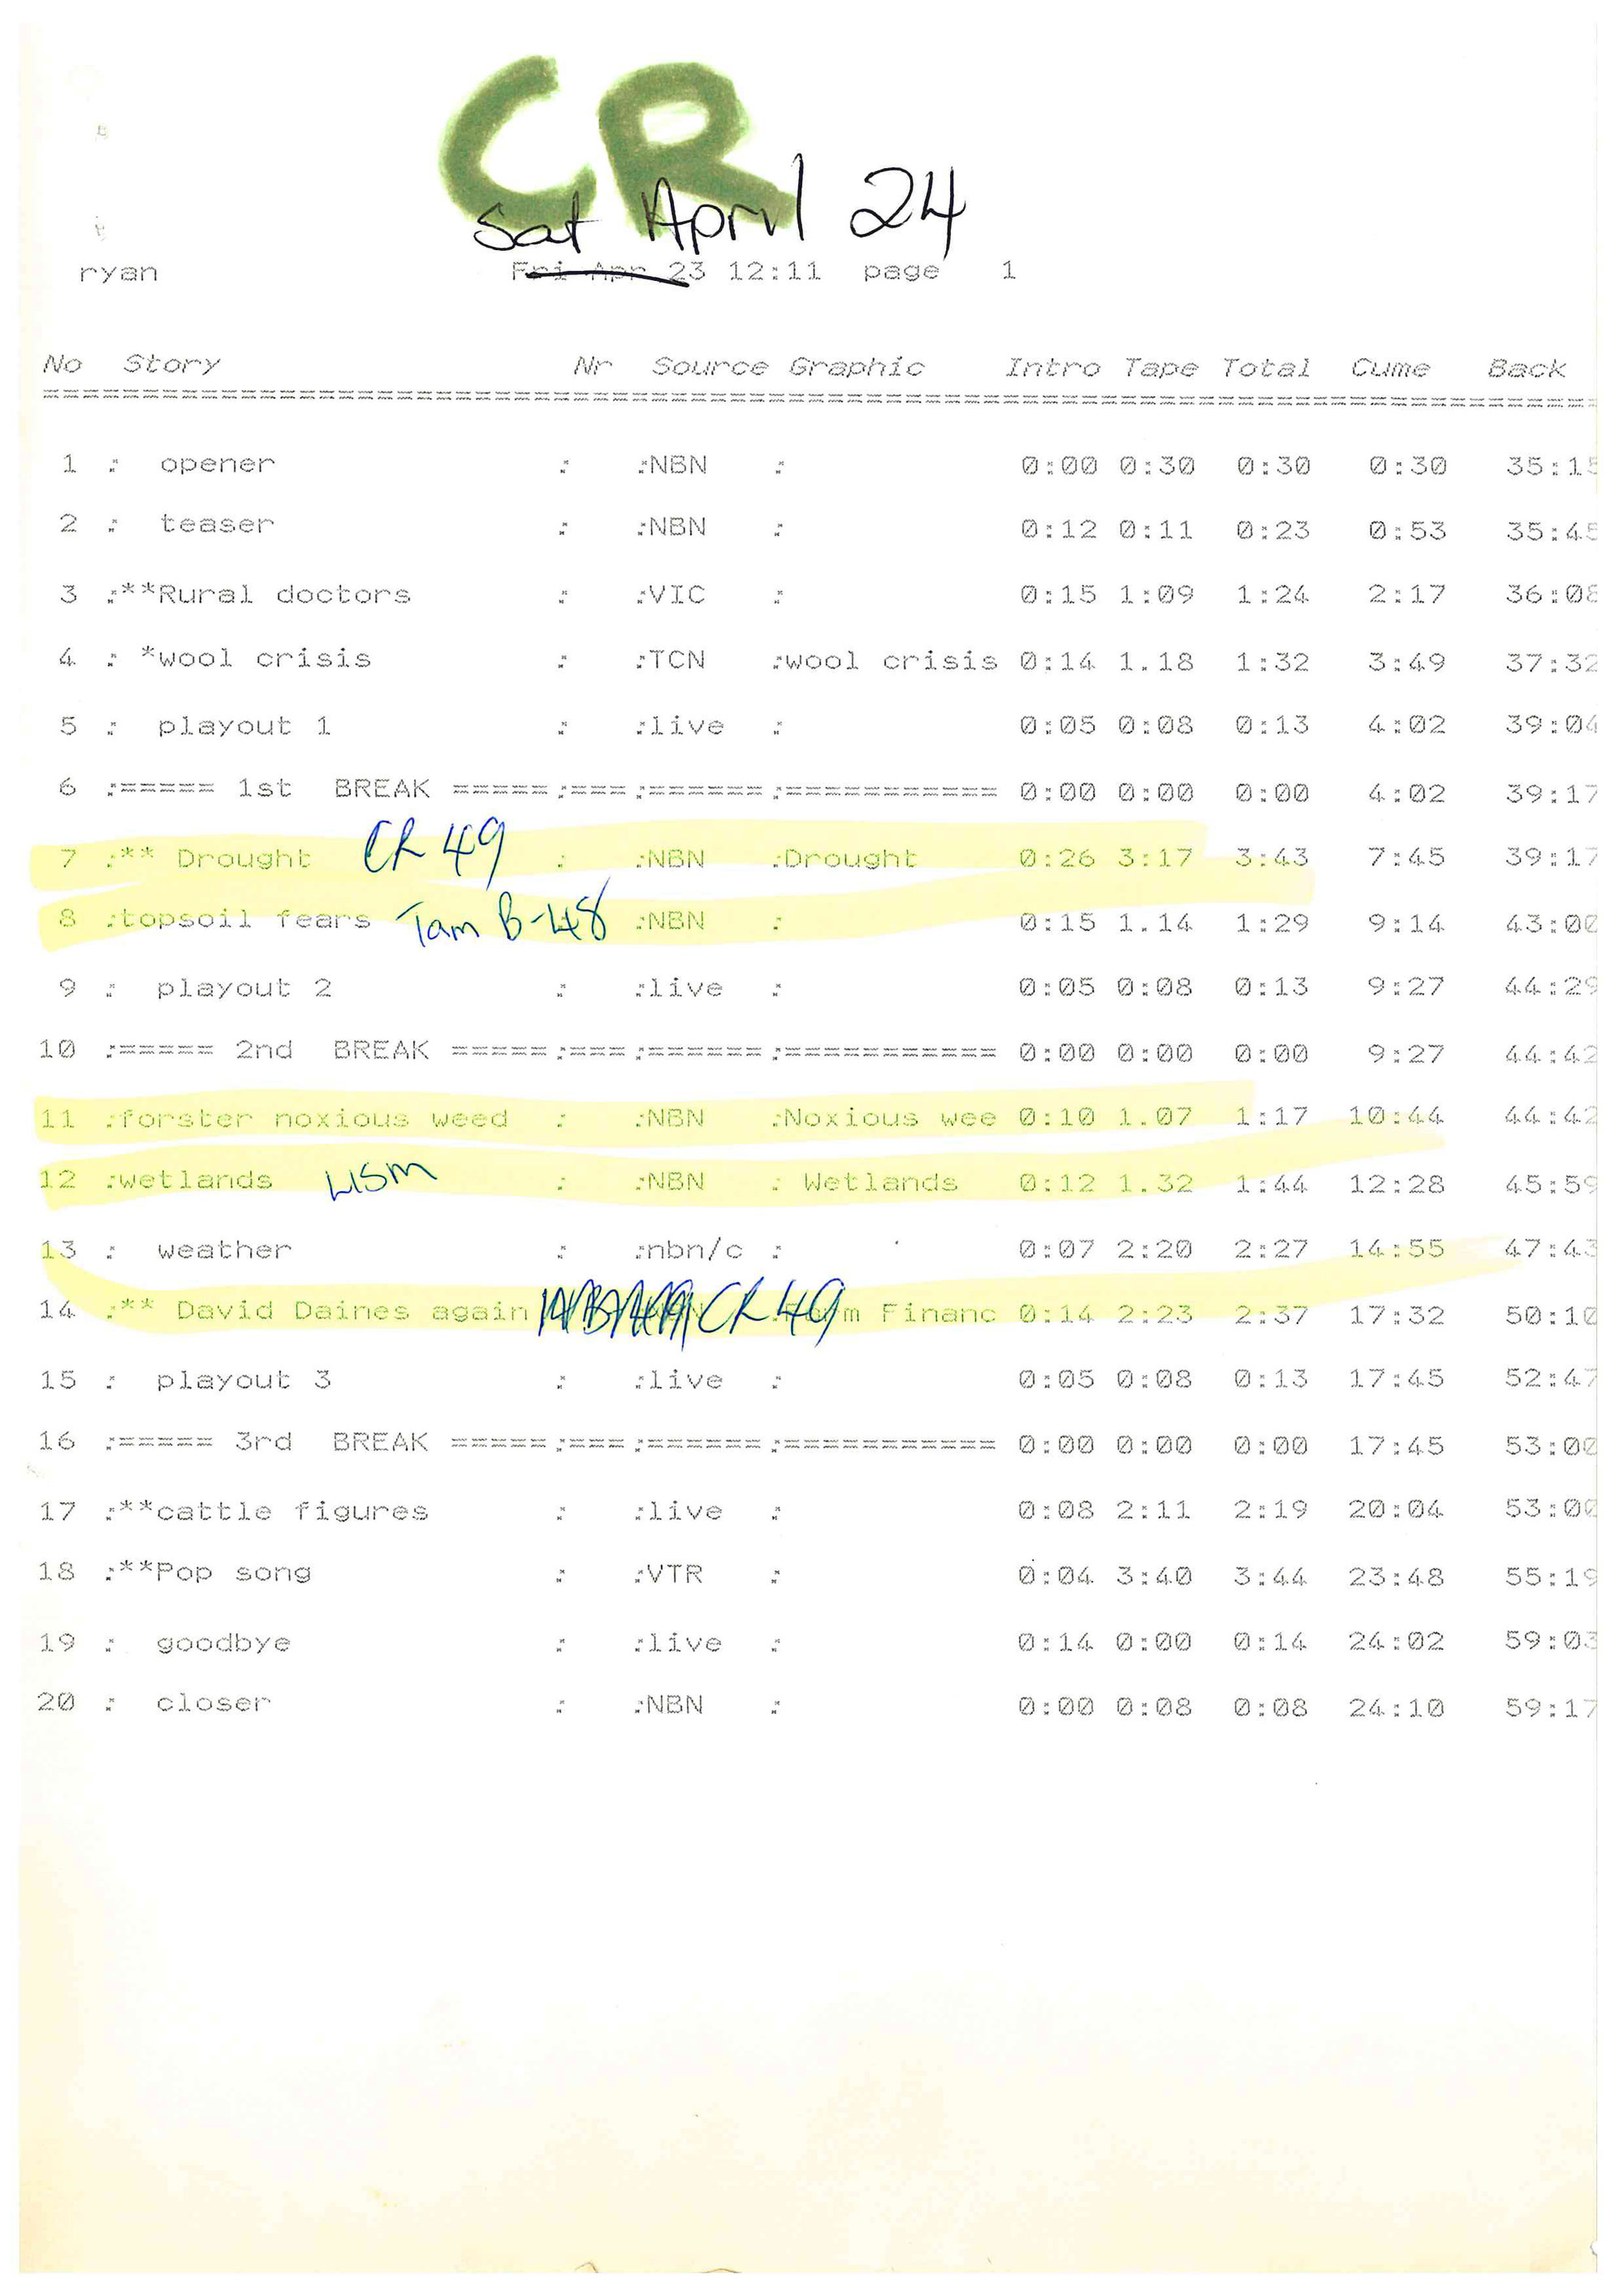 CR
Sat April 24
ryan Fri Apr 23 12:11 page 1
No Story Nr Source Graphic Intro Tape Total Cume Back
================================================================================
1 : opener : :NBN : 0:00 0:30 0:30 0:30 35:15
2 : teaser : :NBN : 0:12 0:11 0:23 0:53 35:45
3 :**Rural doctors : :VIC : 0:15 1:09 1:24 2:17 36:08
4 : *wool crisis : :TCN :wool crisis 0:14 1.18 1:32 3:49 37:32
5 : playout 1 : :live : 0:05 0:08 0:13 4:02 39:04
6 :===== 1st BREAK =====:===:======:=========== 0:00 0:00 0:00 4:02 39:17
7 :** Drought CR 49 : :NBN :Drought 0:26 3:17 3:43 7:45 39:17
8 :topsoil fears Tam B-48 :NBN : 0:15 1.14 1:29 9:14 43:00
9 : playout 2 : :live : 0:05 0:08 0:13 9:27 44:29
10 :===== 2nd BREAK =====:===:======:=========== 0:00 0:00 0:00 9:27 44:42
11 :forster noxious weed : :NBN :Noxious wee 0:10 1.07 1:17 10:44 44:42
12 :wetlands LISM : :NBN : Wetlands 0:12 1.32 1:44 12:28 45:59
13 : weather : :nbn/c : 0:07 2:20 2:27 14:55 47:43
14 :** David Daines again CR 49 Financ 0:14 2:23 2:37 17:32 50:10
15 : playout 3 : :live : 0:05 0:08 0:13 17:45 52:47
16 :===== 3rd BREAK =====:===:======:=========== 0:00 0:00 0:00 17:45 53:00
17 :**cattle figures : :live : 0:08 2:11 2:19 20:04 53:00
18 :**Pop song : :VTR : 0:04 3:40 3:44 23:48 55:19
19 : goodbye : :live : 0:14 0:00 0:14 24:02 59:03
20 : closer : :NBN : 0:00 0:08 0:08 24:10 59:17